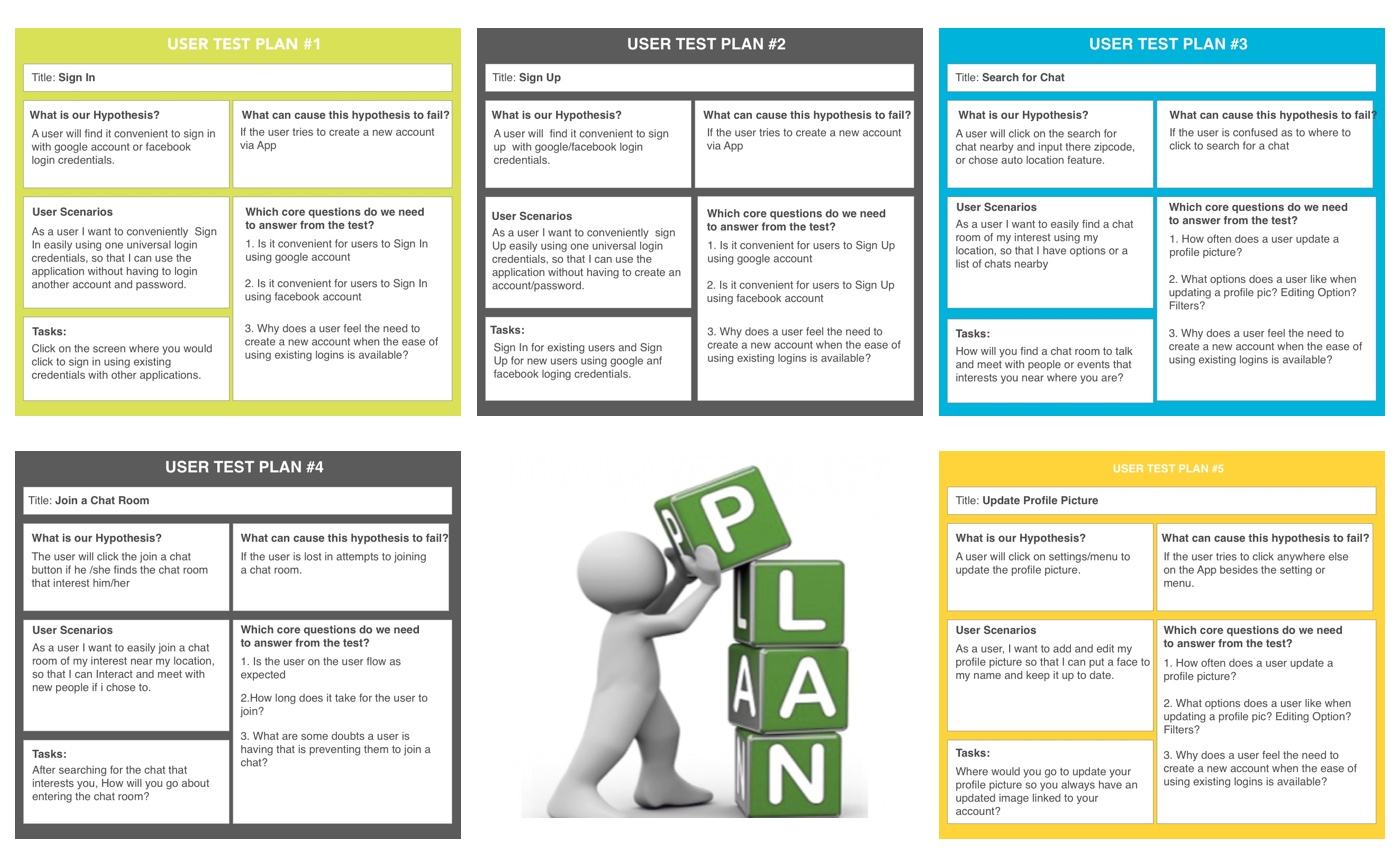 USER TEST PLAN #1
Title: Sign In
What is our Hypothesis?
A user will find it convenient to sign in
with google account or facebook
login credentials.
What can cause this hypothesis to fail?
If the user tries to create a new account
via App
User Scenarios
As a user I want to conveniently  Sign
In easily using one universal login
credentials, so that I can use the
application without having to login
another account and password.
Which core questions do we need
to answer from the test?
1. Is it convenient for users to Sign In
using google account
2. Is it convenient for users to Sign In
using facebook account
3. Why does a user feel the need to
create a new account when the ease of
using existing logins is available?
Tasks:
Click on the screen where you would
click to sign in using existing
credentials with other applications.
USER TEST PLAN #2
Title: Sign Up
What is our Hypothesis?
A user will  find it convenient to sign
up  with google/facebook login
credentials.
What can cause this hypothesis to fail?
If the user tries to create a new account
via App
User Scenarios
As a user I want to conveniently  sign
Up easily using one universal login
credentials, so that I can use the
application without having to create an
account/password.
Which core questions do we need
to answer from the test?
1. Is it convenient for users to Sign Up
using google account
2. Is it convenient for users to Sign Up
using facebook account
3. Why does a user feel the need to
create a new account when the ease of
using existing logins is available?
Tasks:
Sign In for existing users and Sign
Up for new users using google anf
facebook loging credentials.
USER TEST PLAN #3
Title: Search for Chat
What is our Hypothesis?
A user will click on the search for
chat nearby and input there zipcode,
or chose auto location feature.
What can cause this hypothesis to fail?
If the user is confused as to where to
click to search for a chat
User Scenarios
As a user I want to easily find a chat
room of my interest using my
location, so that I have options or a
list of chats nearby
Which core questions do we need
to answer from the test?
1. How often does a user update a
profile picture?
2. What options does a user like when
updating a profile pic? Editing Option?
Filters?
3. Why does a user feel the need to
create a new account when the ease of
using existing logins is available?
Tasks:
How will you find a chat room to talk
and meet with people or events that
interests you near where you are?
USER TEST PLAN #4
Title: Join a Chat Room
What is our Hypothesis?
The user will click the join a chat
button if he /she finds the chat room
that interest him/her
What can cause this hypothesis to fail?
If the user is lost in attempts to joining
a chat room.
User Scenarios
As a user I want to easily join a chat
room of my interest near my location,
so that I can Interact and meet with
new people if i chose to.
Which core questions do we need
to answer from the test?
1. Is the user on the user flow as
expected
2.How long does it take for the user to
join?
3. What are some doubts a user is
having that is preventing them to join a
chat?
Tasks:
After searching for the chat that
interests you, How will you go about
entering the chat room?
P P
L L
A A
N N
USER TEST PLAN #5
Title: Update Profile Picture
What is our Hypothesis?
A user will click on settings/menu to
update the profile picture.
What can cause this hypothesis to fail?
If the user tries to click anywhere else
on the App besides the setting or
menu.
User Scenarios
As a user, I want to add and edit my
profile picture so that I can put a face to
my name and keep it up to date.
Which core questions do we need
to answer from the test?
1. How often does a user update a
profile picture?
2. What options does a user like when
updating a profile pic? Editing Option?
Filters?
3. Why does a user feel the need to
create a new account when the ease of
using existing logins is available?
Tasks:
Where would you go to update your
profile picture so you always have an
updated image linked to your
account?